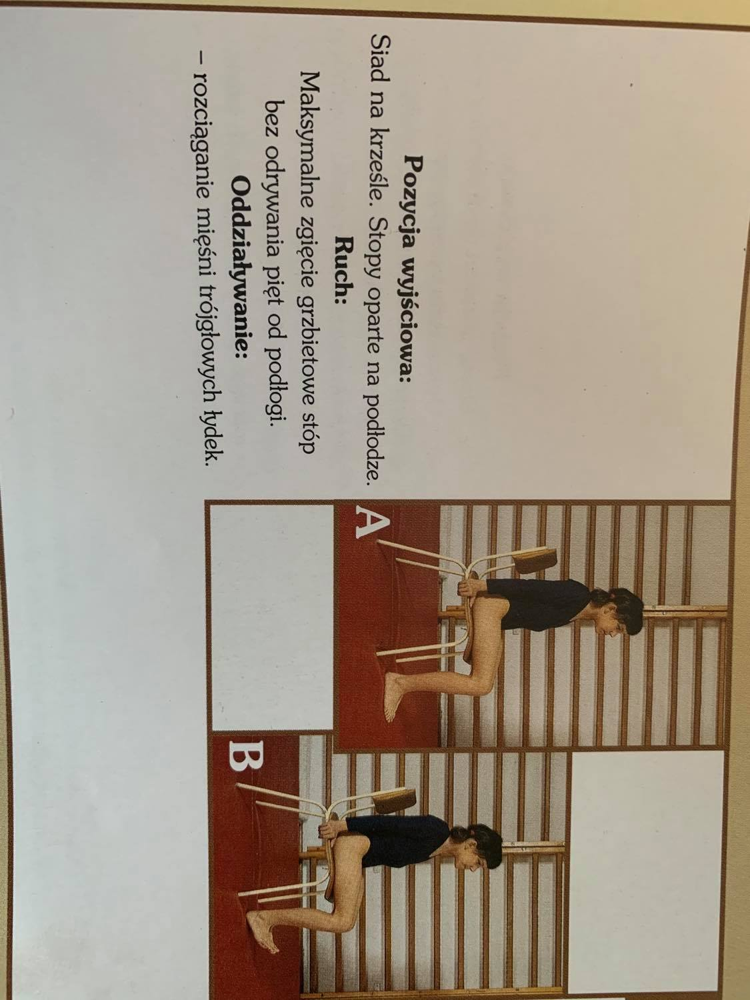 Pozycja wyjściowa:
Siad na krześle. Stopy oparte na podłodze.
Ruch:
Maksymalne zgięcie grzbietowe stóp
bez odrywania pięt od podłogi.
Oddziaływanie:
– rozciąganie mięśni trójgłowych łydek.
A
B